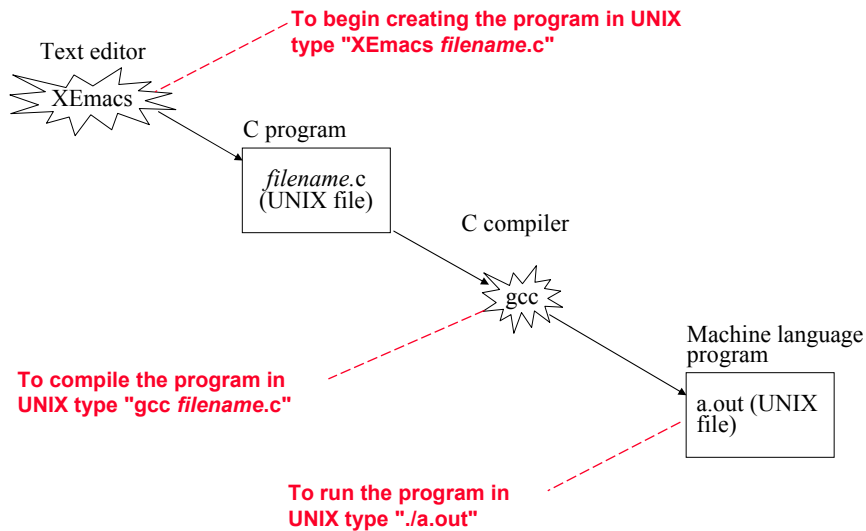 To begin creating the program in UNIX
type "XEmacs filename.c"
Text editor
XEmacs
C program
filename.c
(UNIX file)
C compiler
gcc
Machine language
program
a.out (UNIX
file)
To compile the program in
UNIX type "gcc filename.c"
To run the program in
UNIX type "./a.out"